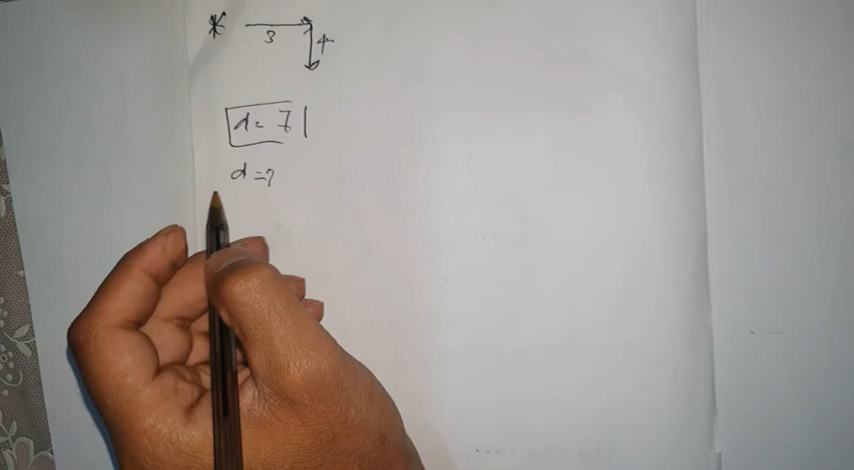 3
4
d = 7
d = ?